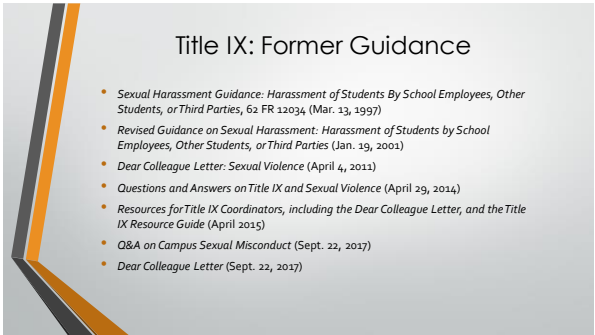 Title IX: Former Guidance
Sexual Harassment Guidance: Harassment of Students By School Employees, Other
Students, or Third Parties, 62 FR 12034 (Mar. 13, 1997)
Revised Guidance on Sexual Harassment: Harassment of Students by School
Employees, Other Students, or Third Parties (Jan. 19, 2001)
Dear Colleague Letter: Sexual Violence (April 4, 2011)
Questions and Answers on Title IX and Sexual Violence (April 29, 2014)
Resources for Title IX Coordinators, including the Dear Colleague Letter, and the Title
IX Resource Guide (April 2015)
Q&A on Campus Sexual Misconduct (Sept. 22, 2017)
Dear Colleague Letter (Sept. 22, 2017)